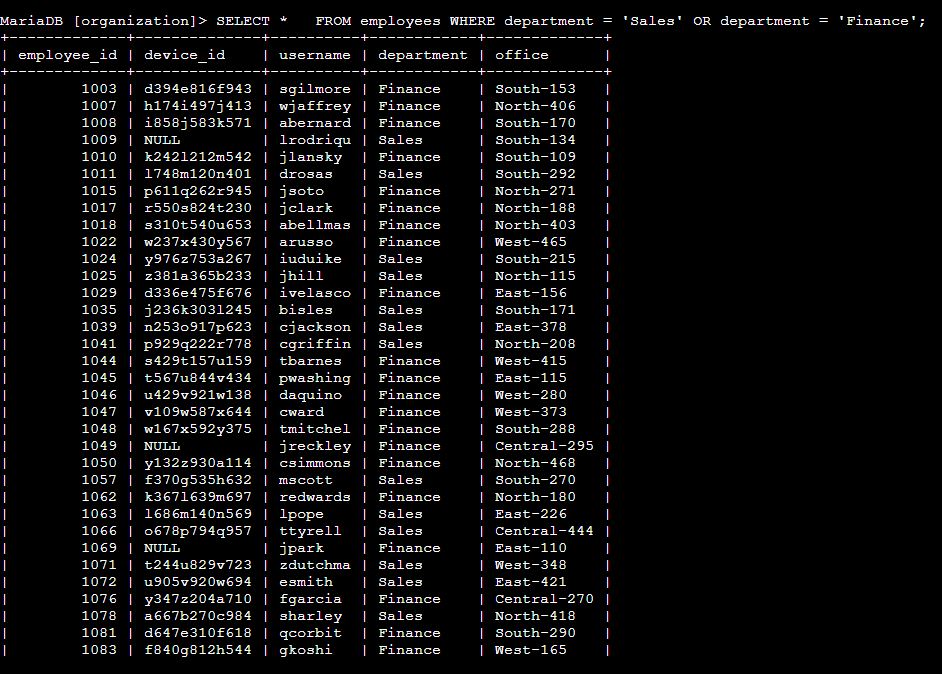 MariaDB [organization]> SELECT *   FROM employees WHERE department = 'Sales' OR department = 'Finance';
+-------------+--------------+----------+------------+-------------+
| employee_id | device_id    | username | department | office      |
+-------------+--------------+----------+------------+-------------+
|        1003 | d394e816f943 | sgilmore | Finance    | South-153   |
|        1007 | h174i497j413 | wjaffrey | Finance    | North-406   |
|        1008 | i858j583k571 | abernard | Finance    | South-170   |
|        1009 | NULL         | lrodriqu | Sales      | South-134   |
|        1010 | k242l212m542 | jlansky  | Finance    | South-109   |
|        1011 | l748m120n401 | drosas   | Sales      | South-292   |
|        1015 | p611q262r945 | jsoto    | Finance    | North-271   |
|        1017 | r550s824t230 | jclark   | Finance    | North-188   |
|        1018 | s310t540u653 | abellmas | Finance    | North-403   |
|        1022 | w237x430y567 | arusso   | Finance    | West-465    |
|        1024 | y976z753a267 | iuduike  | Sales      | South-215   |
|        1025 | z381a365b233 | jhill    | Sales      | North-115   |
|        1029 | d336e475f676 | ivelasco | Finance    | East-156    |
|        1035 | j236k303l245 | bisles   | Sales      | South-171   |
|        1039 | n253o917p623 | cjackson | Sales      | East-378    |
|        1041 | p929q222r778 | cgriffin | Sales      | North-208   |
|        1044 | s429t157u159 | tbarnes  | Finance    | West-415    |
|        1045 | t567u844v434 | pwashing | Finance    | East-115    |
|        1046 | u429v921w138 | daquino  | Finance    | West-280    |
|        1047 | v109w587x644 | cward    | Finance    | West-373    |
|        1048 | w167x592y375 | tmitchel | Finance    | South-288   |
|        1049 | NULL         | jreckley | Finance    | Central-295 |
|        1050 | y132z930a114 | csimmons | Finance    | North-468   |
|        1057 | f370g535h632 | mscott   | Sales      | South-270   |
|        1062 | k367l639m697 | redwards | Finance    | North-180   |
|        1063 | l686m140n569 | lpope    | Sales      | East-226    |
|        1066 | o678p794q957 | ttyrell  | Sales      | Central-444 |
|        1069 | NULL         | jpark    | Finance    | East-110    |
|        1071 | t244u829v723 | zdutchma | Sales      | West-348    |
|        1072 | u905v920w694 | esmith   | Sales      | East-421    |
|        1076 | y347z204a710 | fgarcia  | Finance    | Central-270 |
|        1078 | a667b270c984 | sharley  | Sales      | North-418   |
|        1081 | d647e310f618 | qcorbit  | Finance    | South-290   |
|        1083 | f840g812h544 | gkoshi   | Finance    | West-165    |